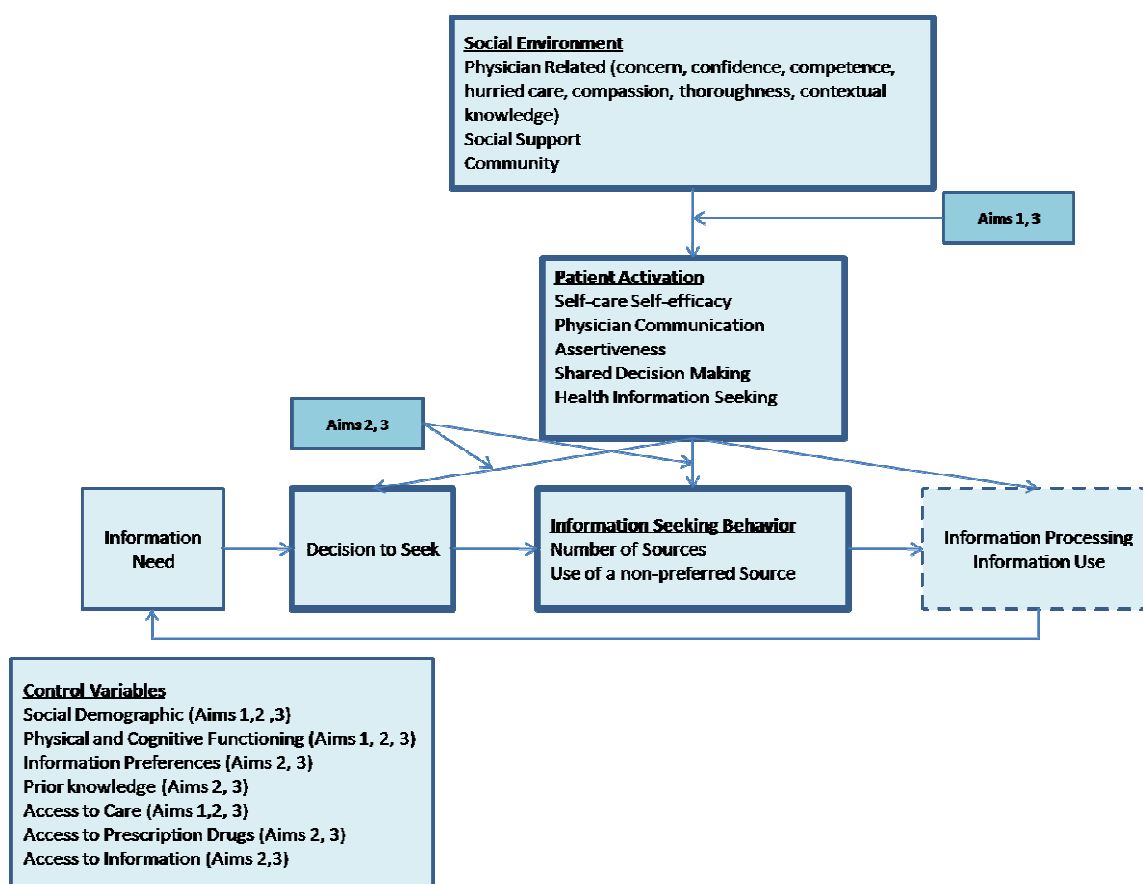 Social Environment
Physician Related (concern, confidence, competence,
hurried care, compassion, thoroughness, contextual
knowledge)
Social Support
Community
Aims 1, 3
Patient Activation
Self-care Self-efficacy
Physician Communication
Assertiveness
Shared Decision Making
Health Information Seeking
Aims 2, 3
Information
Need
Decision to Seek
Information Seeking Behavior
Number of Sources
Use of a non-preferred Source
Information Processing
Information Use
Control Variables
Social Demographic (Aims 1,2 ,3)
Physical and Cognitive Functioning (Aims 1, 2, 3)
Information Preferences (Aims 2, 3)
Prior knowledge (Aims 2, 3)
Access to Care (Aims 1,2, 3)
Access to Prescription Drugs (Aims 2, 3)
Access to Information (Aims 2,3)